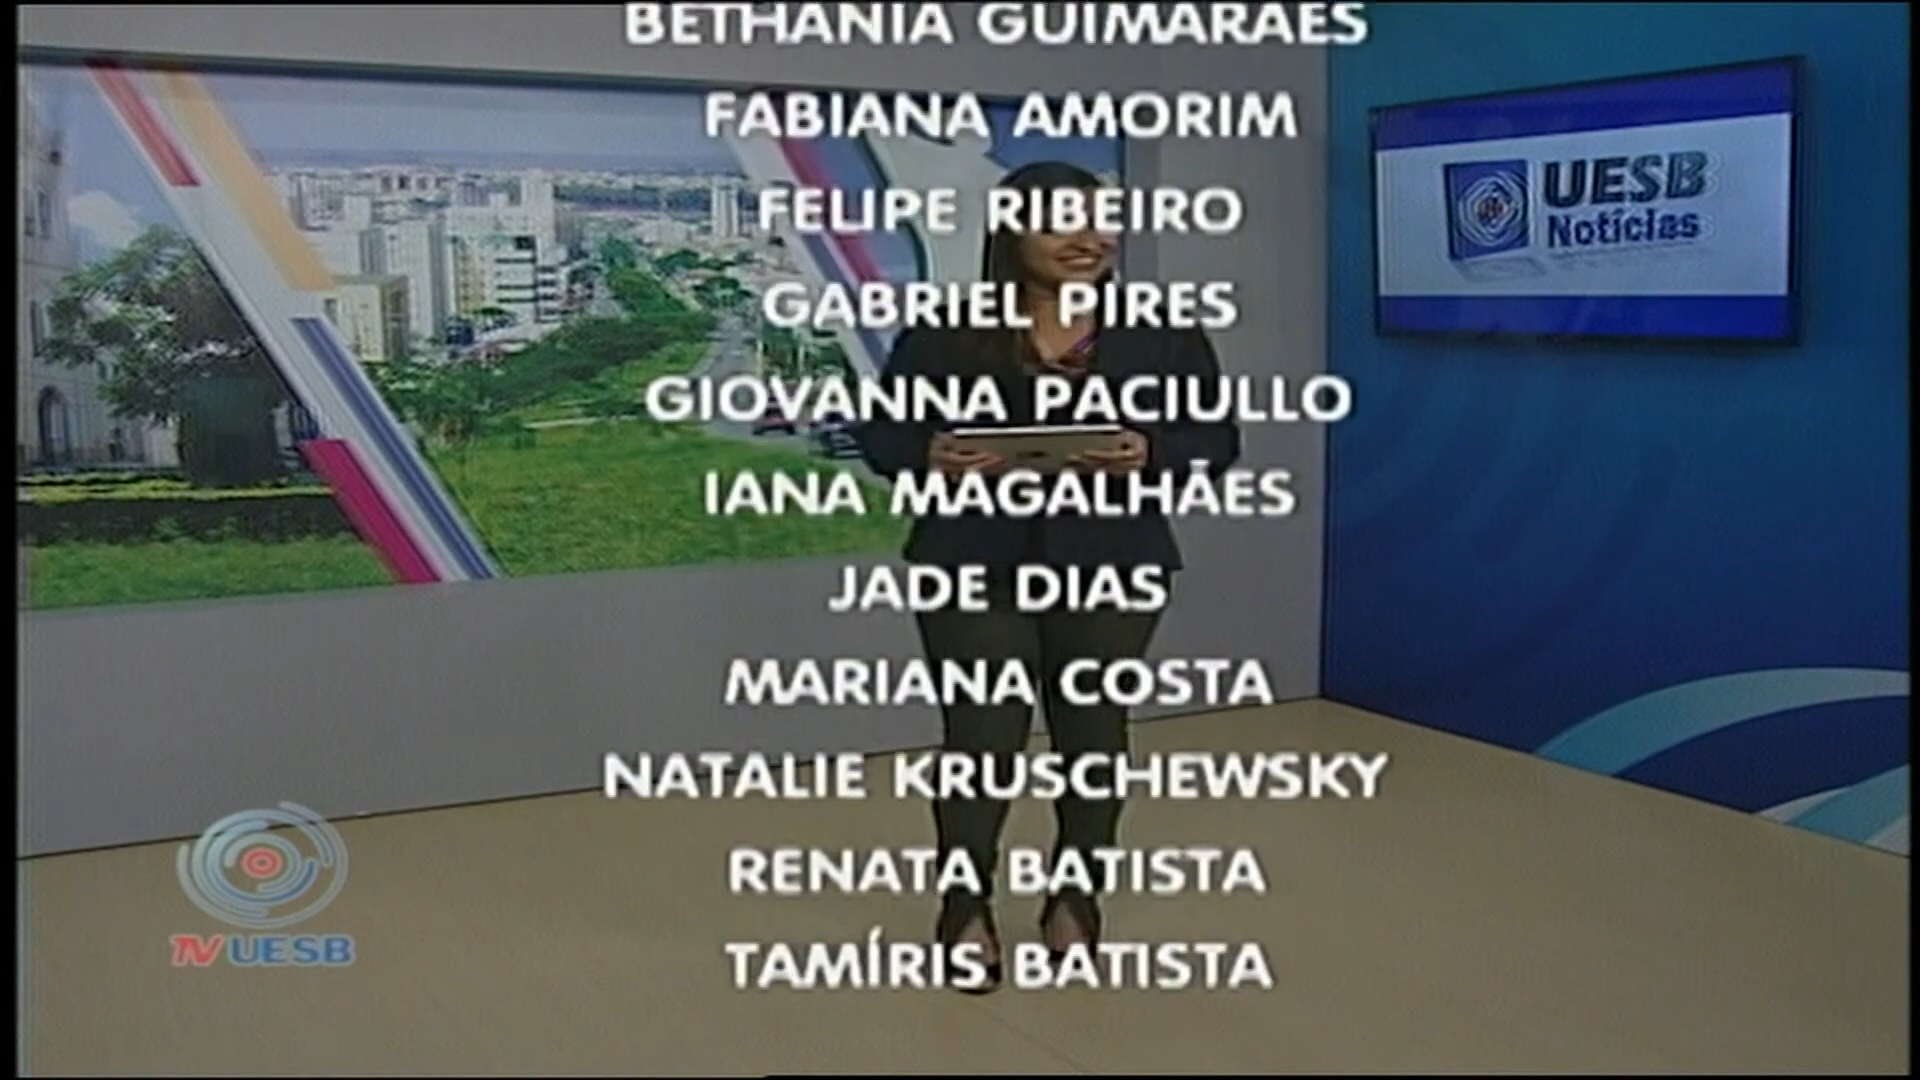 BETHANIA GUIMARÃES
FABIANA AMORIM
FELIPE RIBEIRO
GABRIEL PIRES
GIOVANNA PACIULLO
IANA MAGALHÃES
JADE DIAS
MARIANA COSTA
NATALIE KRUSCHEWSKY
RENATA BATISTA
TAMÍRIS BATISTA
UESB
Notícias
TV UESB